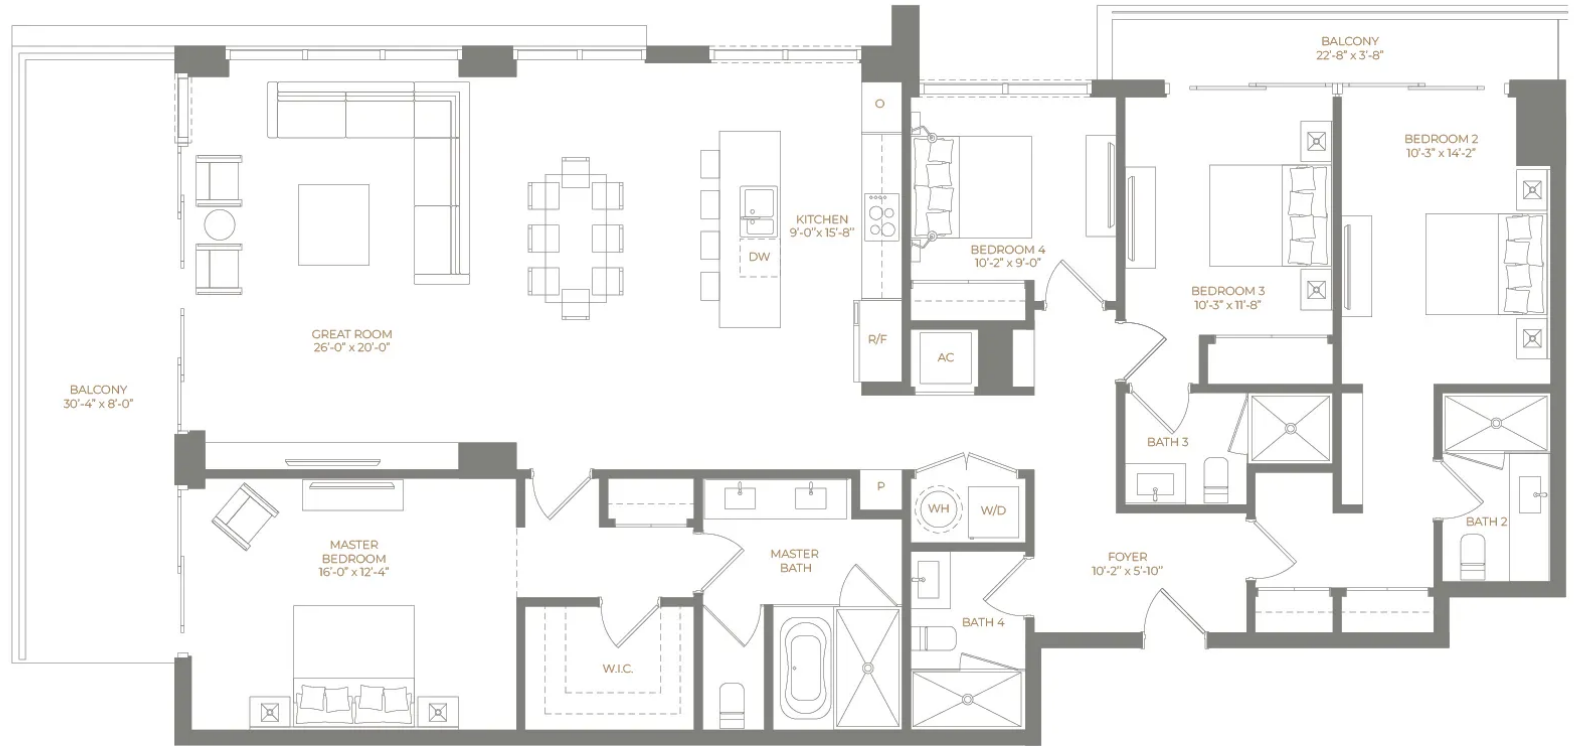 BALCONY
22'-8" x 3'-8"
O
BEDROOM 2
10'-3" x 14'-2"
KITCHEN
9'-0" x 15'-8"
DW
BEDROOM 4
10'-2" x 9'-0"
BEDROOM 3
10'-3" x 11'-8"
GREAT ROOM
26'-0" x 20'-0"
R/F
AC
BALCONY
30'-4" x 8'-0"
BATH 3
P
WH
W/D
BATH 2
MASTER
BEDROOM
16'-0" x 12'-4"
MASTER
BATH
FOYER
10'-2" x 5'-10"
BATH 4
W.I.C.